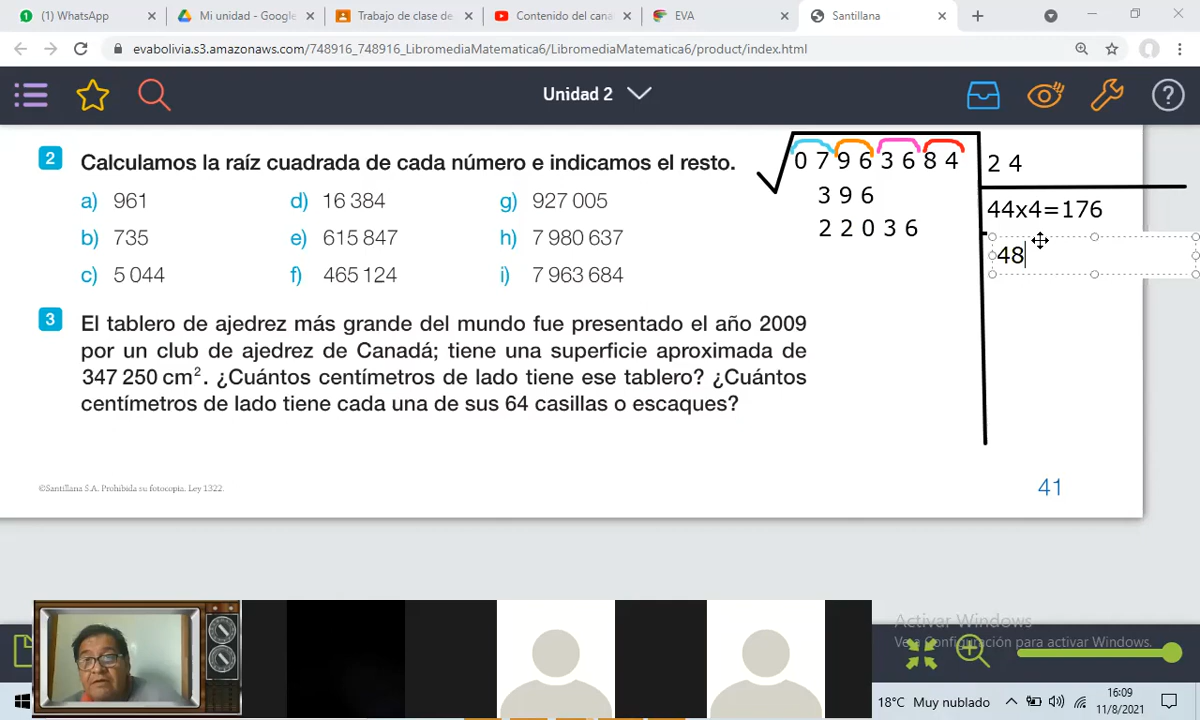 (1) WhatsApp
Mi unidad - Google
Trabajo de clase de
Contenido del cana
EVA
Santillana
evabolivia.s3.amazonaws.com/748916_748916_LibromediaMatematica6/LibromediaMatematica6/product/index.html
Unidad 2
2 Calculamos la raíz cuadrada de cada número e indicamos el resto.
a) 961 d) 16 384 g) 927 005
b) 735 e) 615 847 h) 7 980 637
c) 5 044 f) 465 124 i) 7 963 684
3 El tablero de ajedrez más grande del mundo fue presentado el año 2009
por un club de ajedrez de Canadá; tiene una superficie aproximada de
347 250 cm². ¿Cuántos centímetros de lado tiene ese tablero? ¿Cuántos
centímetros de lado tiene cada una de sus 64 casillas o escaques?
0 7 9 6 3 6 8 4 2 4
3 9 6 44x4=176
2 2 0 3 6
48
©Santillana S.A. Prohibida su fotocopia. Ley 1322.
41
Activar Windows
Ve a Configuración para activar Windows.
18°C Muy nublado
16:09
11/8/2021